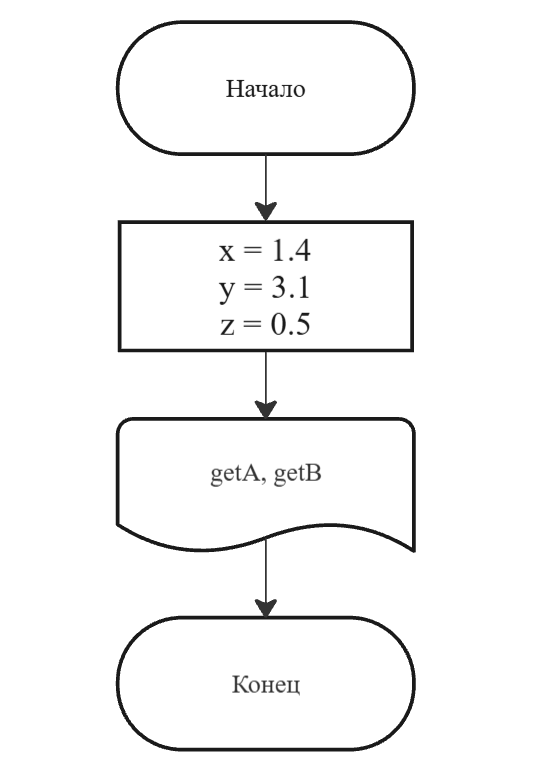 Начало
x = 1.4
y = 3.1
z = 0.5
getA, getB
Конец